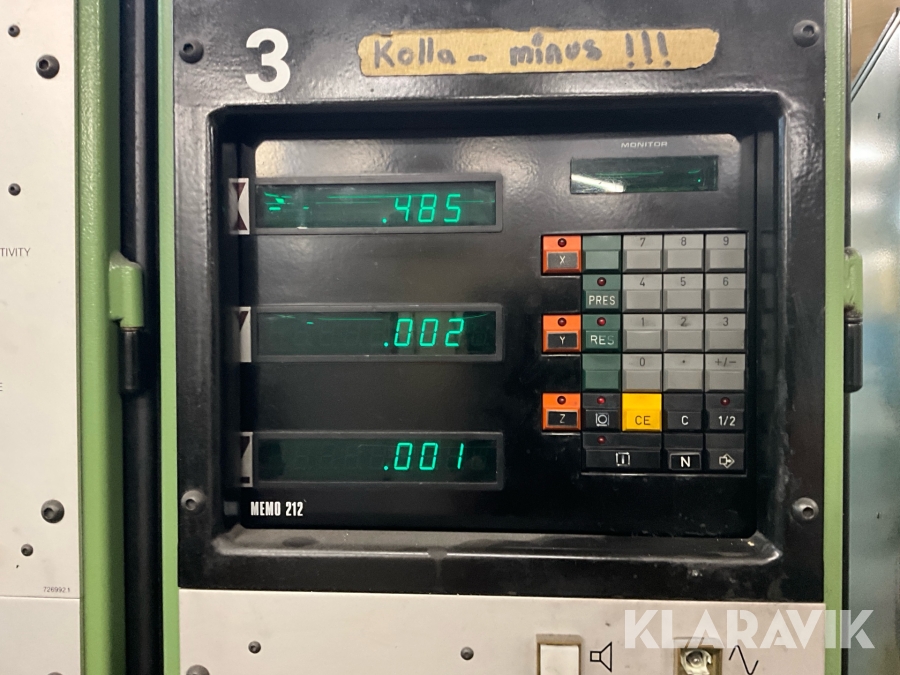 3
Kolla - minus !!!
MONITOR
.485
X
7
8
9
TIVITY
PRES
4
5
6
.002
Y
RES
1
2
3
0
+/-
Z
CE
C
1/2
.001
i
N
MEMO 212
726992.1
E
KLARAVIK